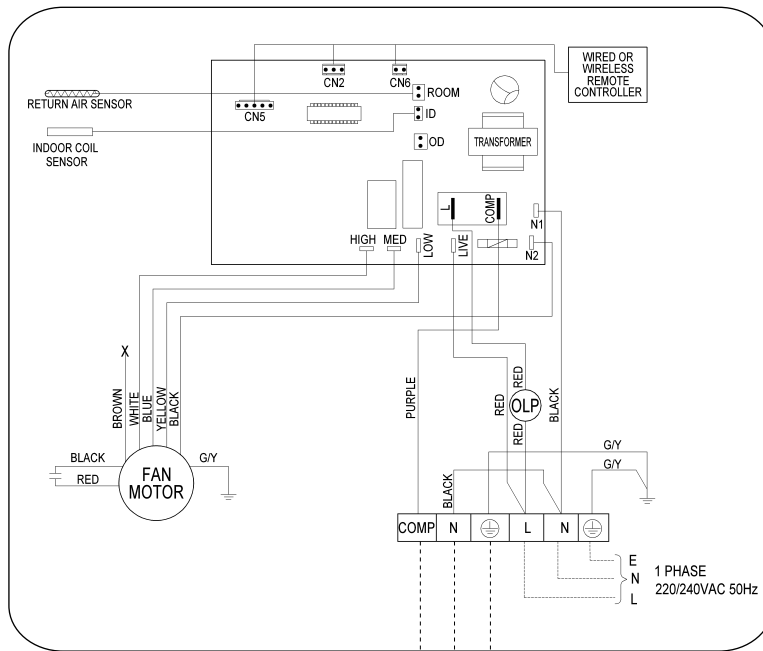 WIRED OR
WIRELESS
REMOTE
CONTROLLER
CN2
CN6
ROOM
RETURN AIR SENSOR
CN5
ID
INDOOR COIL
SENSOR
OD
TRANSFORMER
L
COMP
N1
HIGH
MED
LOW
LIVE
N2
X
BROWN
WHITE
BLUE
YELLOW
BLACK
PURPLE
RED
RED
OLP
RED
BLACK
BLACK
RED
FAN
MOTOR
G/Y
BLACK
G/Y
G/Y
COMP
N
L
N
E
N
L
1 PHASE
220/240VAC 50Hz